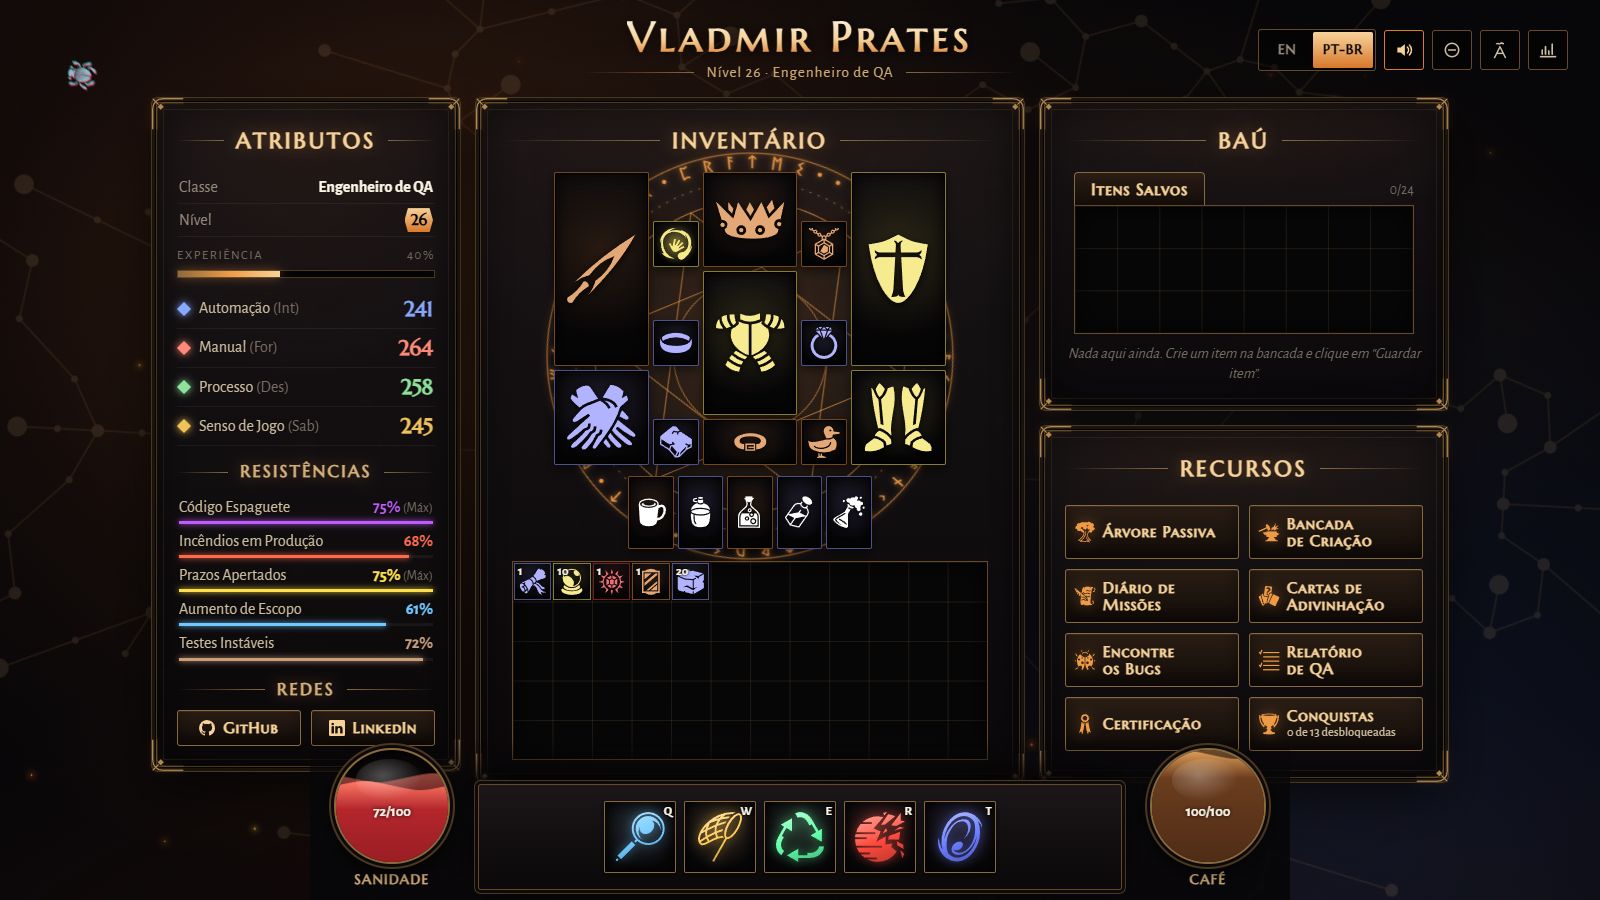 Vladmir Prates
Nível 26 · Engenheiro de QA
EN
PT-BR
ATRIBUTOS
Classe Engenheiro de QA
Nível 26
EXPERIÊNCIA 40%
Automação (Int) 241
Manual (For) 264
Processo (Des) 258
Senso de Jogo (Sab) 245
RESISTÊNCIAS
Código Espaguete 75% (Máx)
Incêndios em Produção 68%
Prazos Apertados 75% (Máx)
Aumento de Escopo 61%
Testes Instáveis 72%
REDES
GitHub
LinkedIn
INVENTÁRIO
1 10 1 1 20
BAÚ
Itens Salvos 0/24
Nada aqui ainda. Crie um item na bancada e clique em “Guardar
item”.
RECURSOS
Árvore Passiva
Bancada
de Criação
Diário de
Missões
Cartas de
Adivinhação
Encontre
os Bugs
Relatório
de QA
Certificação
Conquistas
0 de 13 desbloqueadas
72/100
SANIDADE
Q W E R T
100/100
CAFÉ